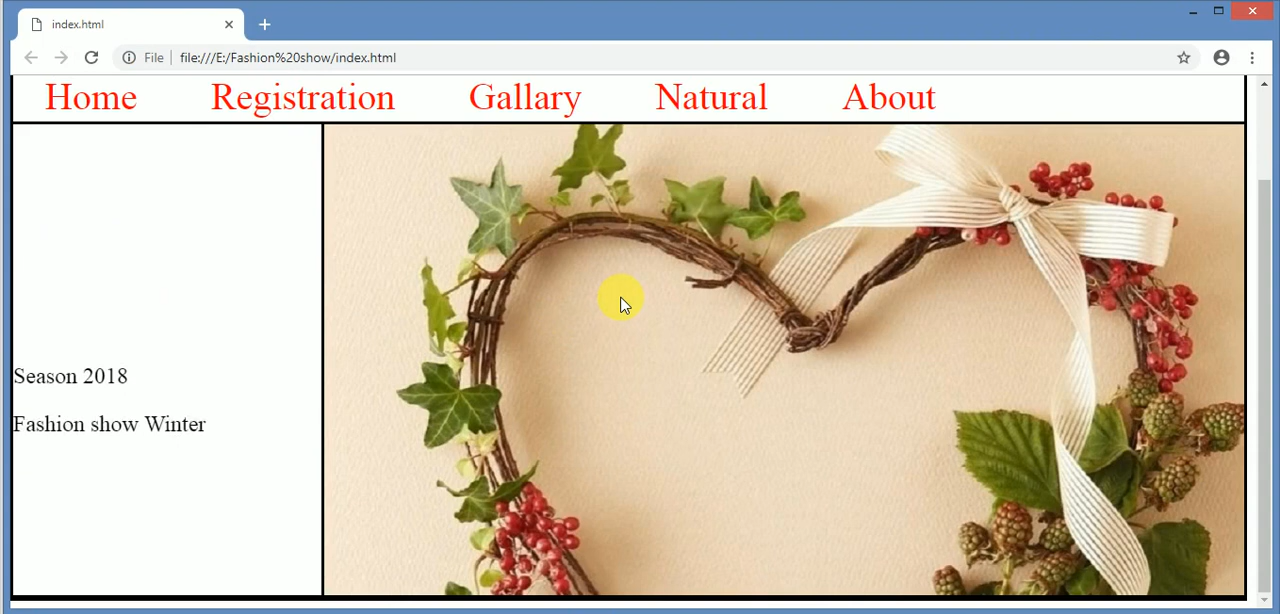 index.html
File file:///E:/Fashion%20show/index.html
Home Registration Gallary Natural About
Season 2018
Fashion show Winter